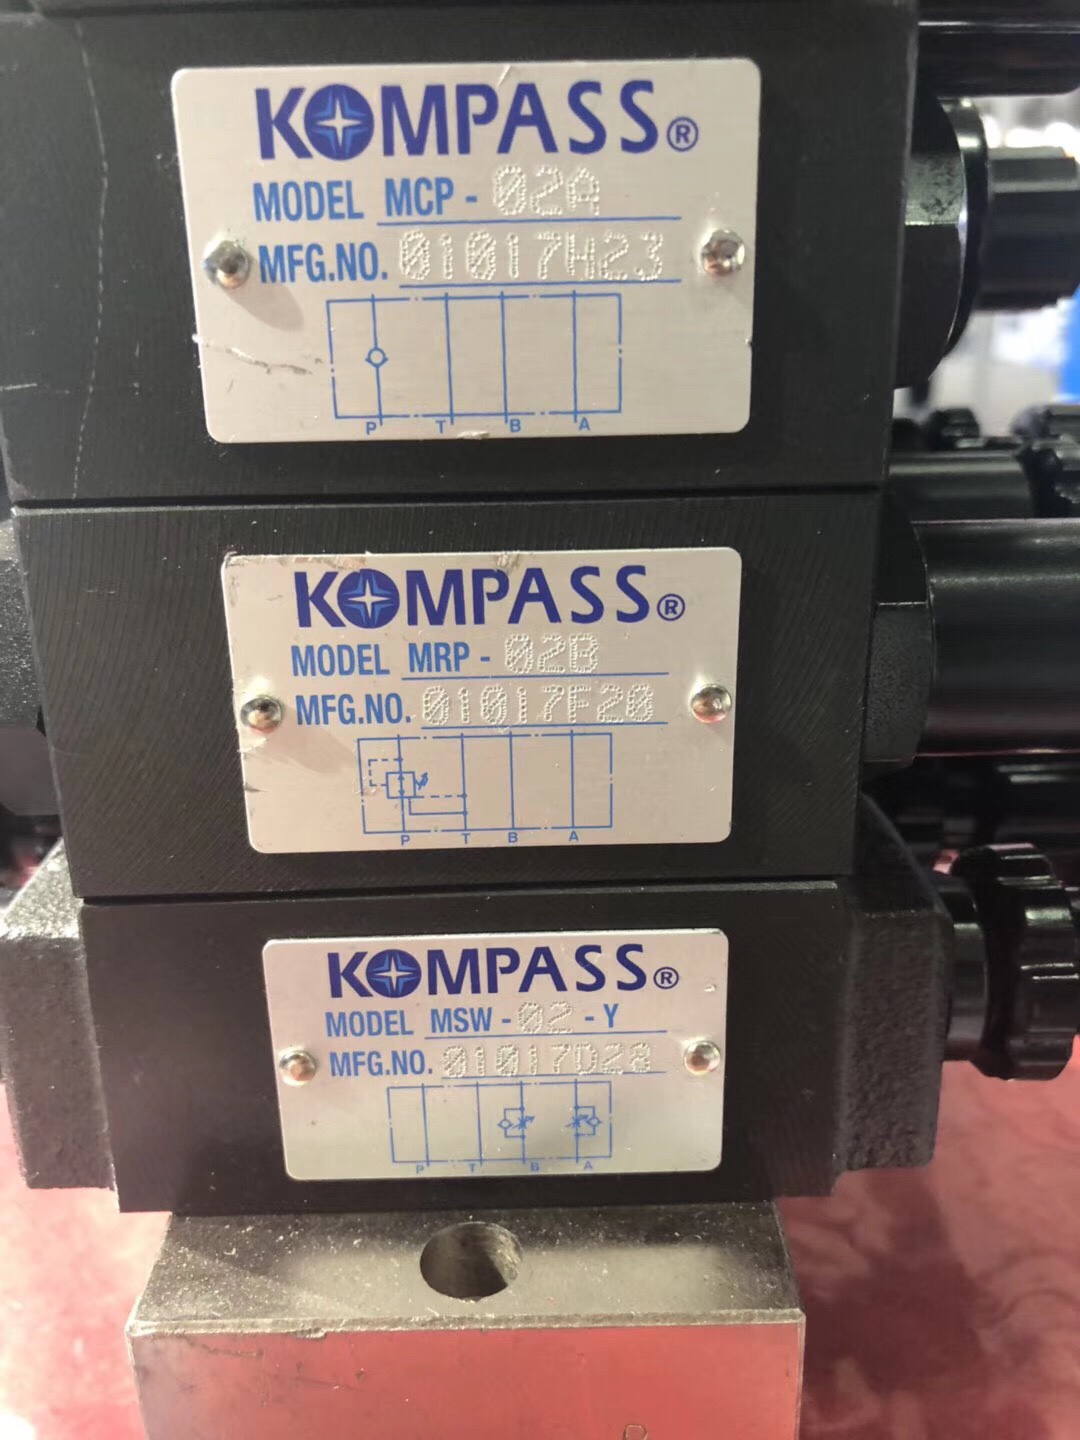 KOMPASS®
MODEL MCP - 02A
MFG.NO. 01017H23
P T B A
KOMPASS®
MODEL MRP - 02B
MFG.NO. 01017F20
P T B A
KOMPASS®
MODEL MSW - 02 - Y
MFG.NO. 01017D28
P T B A